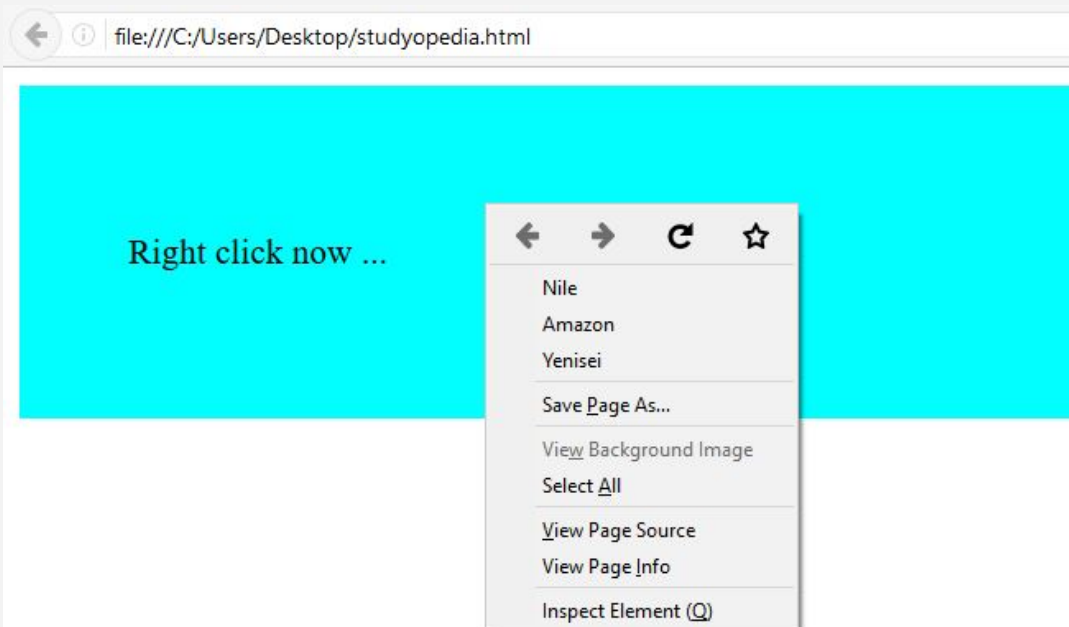 file:///C:/Users/Desktop/studyopedia.html
Right click now ...
Nile
Amazon
Yenisei
Save Page As...
View Background Image
Select All
View Page Source
View Page Info
Inspect Element (Q)